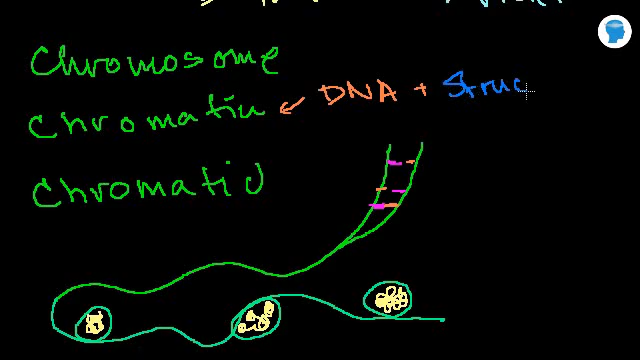 Chromosome
Chromatin ← DNA + Struc
Chromatid